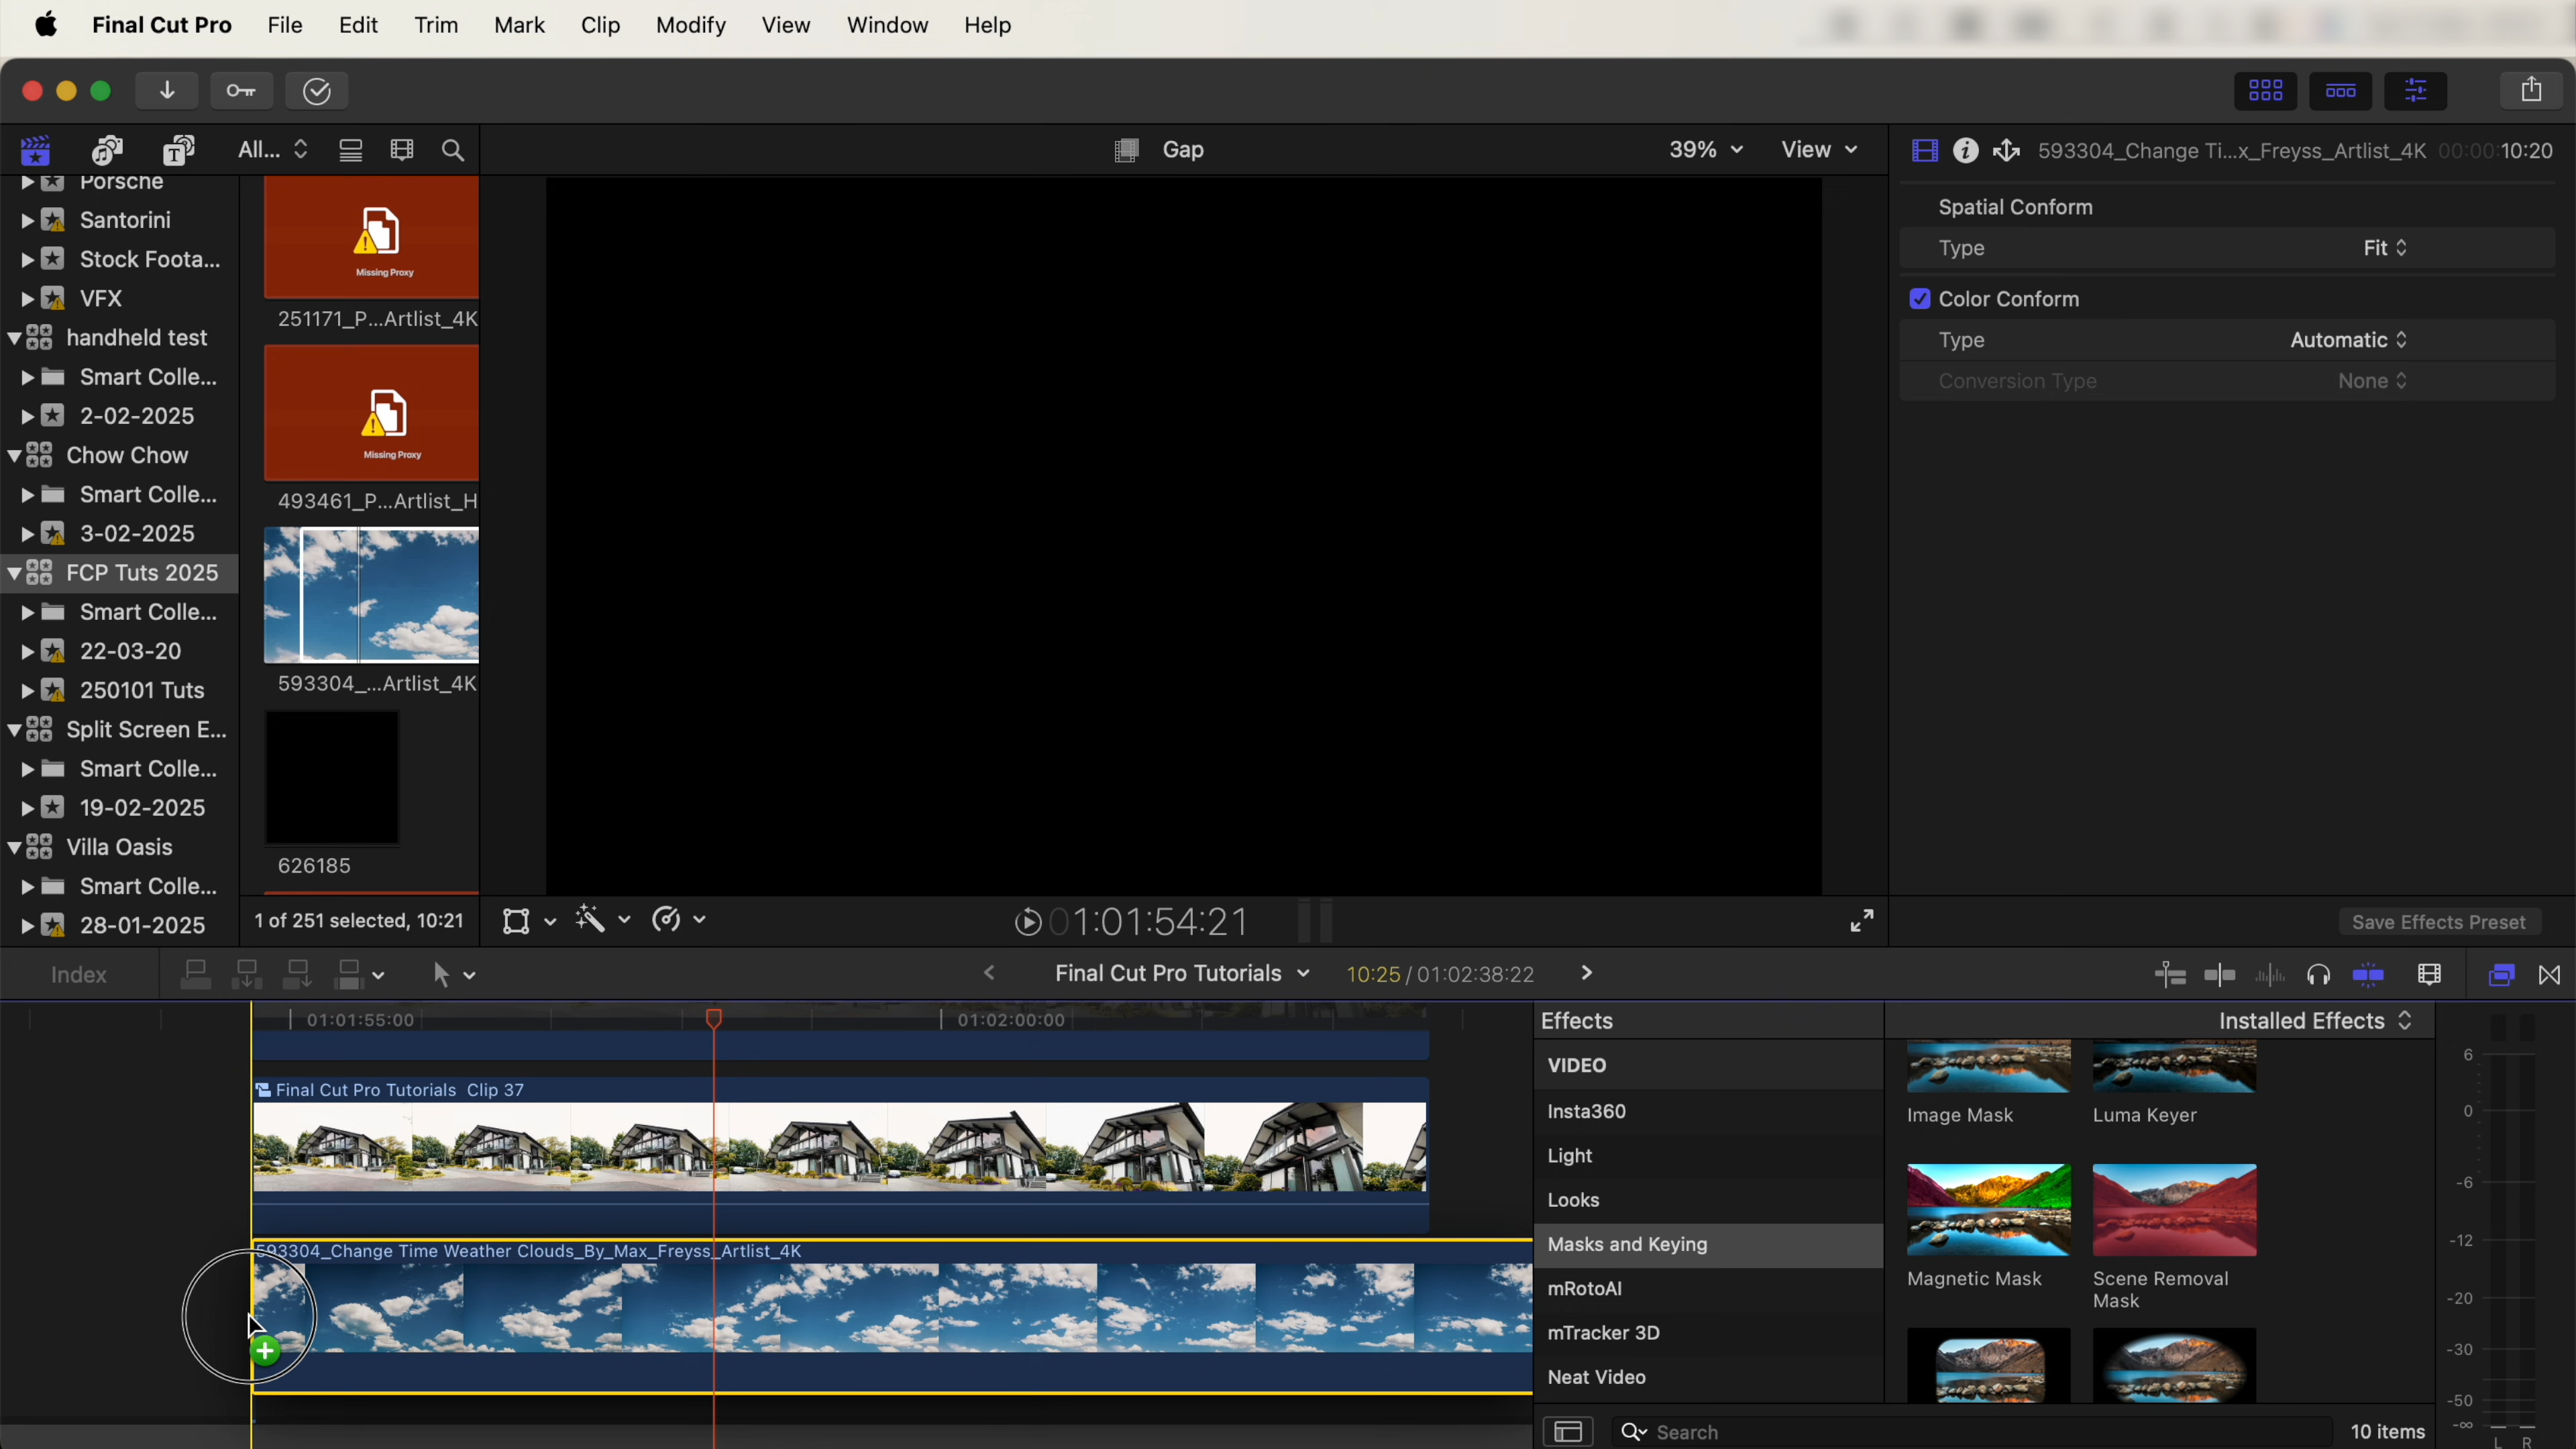 Final Cut Pro File Edit Trim Mark Clip Modify View Window Help
All... Gap 39% View 593304_Change Ti...x_Freyss_Artlist_4K 00:00:10:20
Porsche
Santorini
Stock Foota...
VFX
handheld test
Smart Colle...
2-02-2025
Chow Chow
Smart Colle...
3-02-2025
FCP Tuts 2025
Smart Colle...
22-03-20
250101 Tuts
Split Screen E...
Smart Colle...
19-02-2025
Villa Oasis
Smart Colle...
28-01-2025
Missing Proxy
251171_P...Artlist_4K
Missing Proxy
493461_P...Artlist_H
593304_...Artlist_4K
626185
1 of 251 selected, 10:21
01:01:54:21
Spatial Conform
Type Fit
Color Conform
Type Automatic
Conversion Type None
Save Effects Preset
Index Final Cut Pro Tutorials 10:25 / 01:02:38:22
01:01:55:00 01:02:00:00
Final Cut Pro Tutorials Clip 37
593304_Change Time Weather Clouds_By_Max_Freyss_Artlist_4K
Effects Installed Effects
VIDEO
Insta360
Light
Looks
Masks and Keying
mRotoAI
mTracker 3D
Neat Video
Image Mask Luma Keyer
Magnetic Mask Scene Removal
Mask
Search 10 items
6
0
-6
-12
-20
-30
-50
-∞
L R